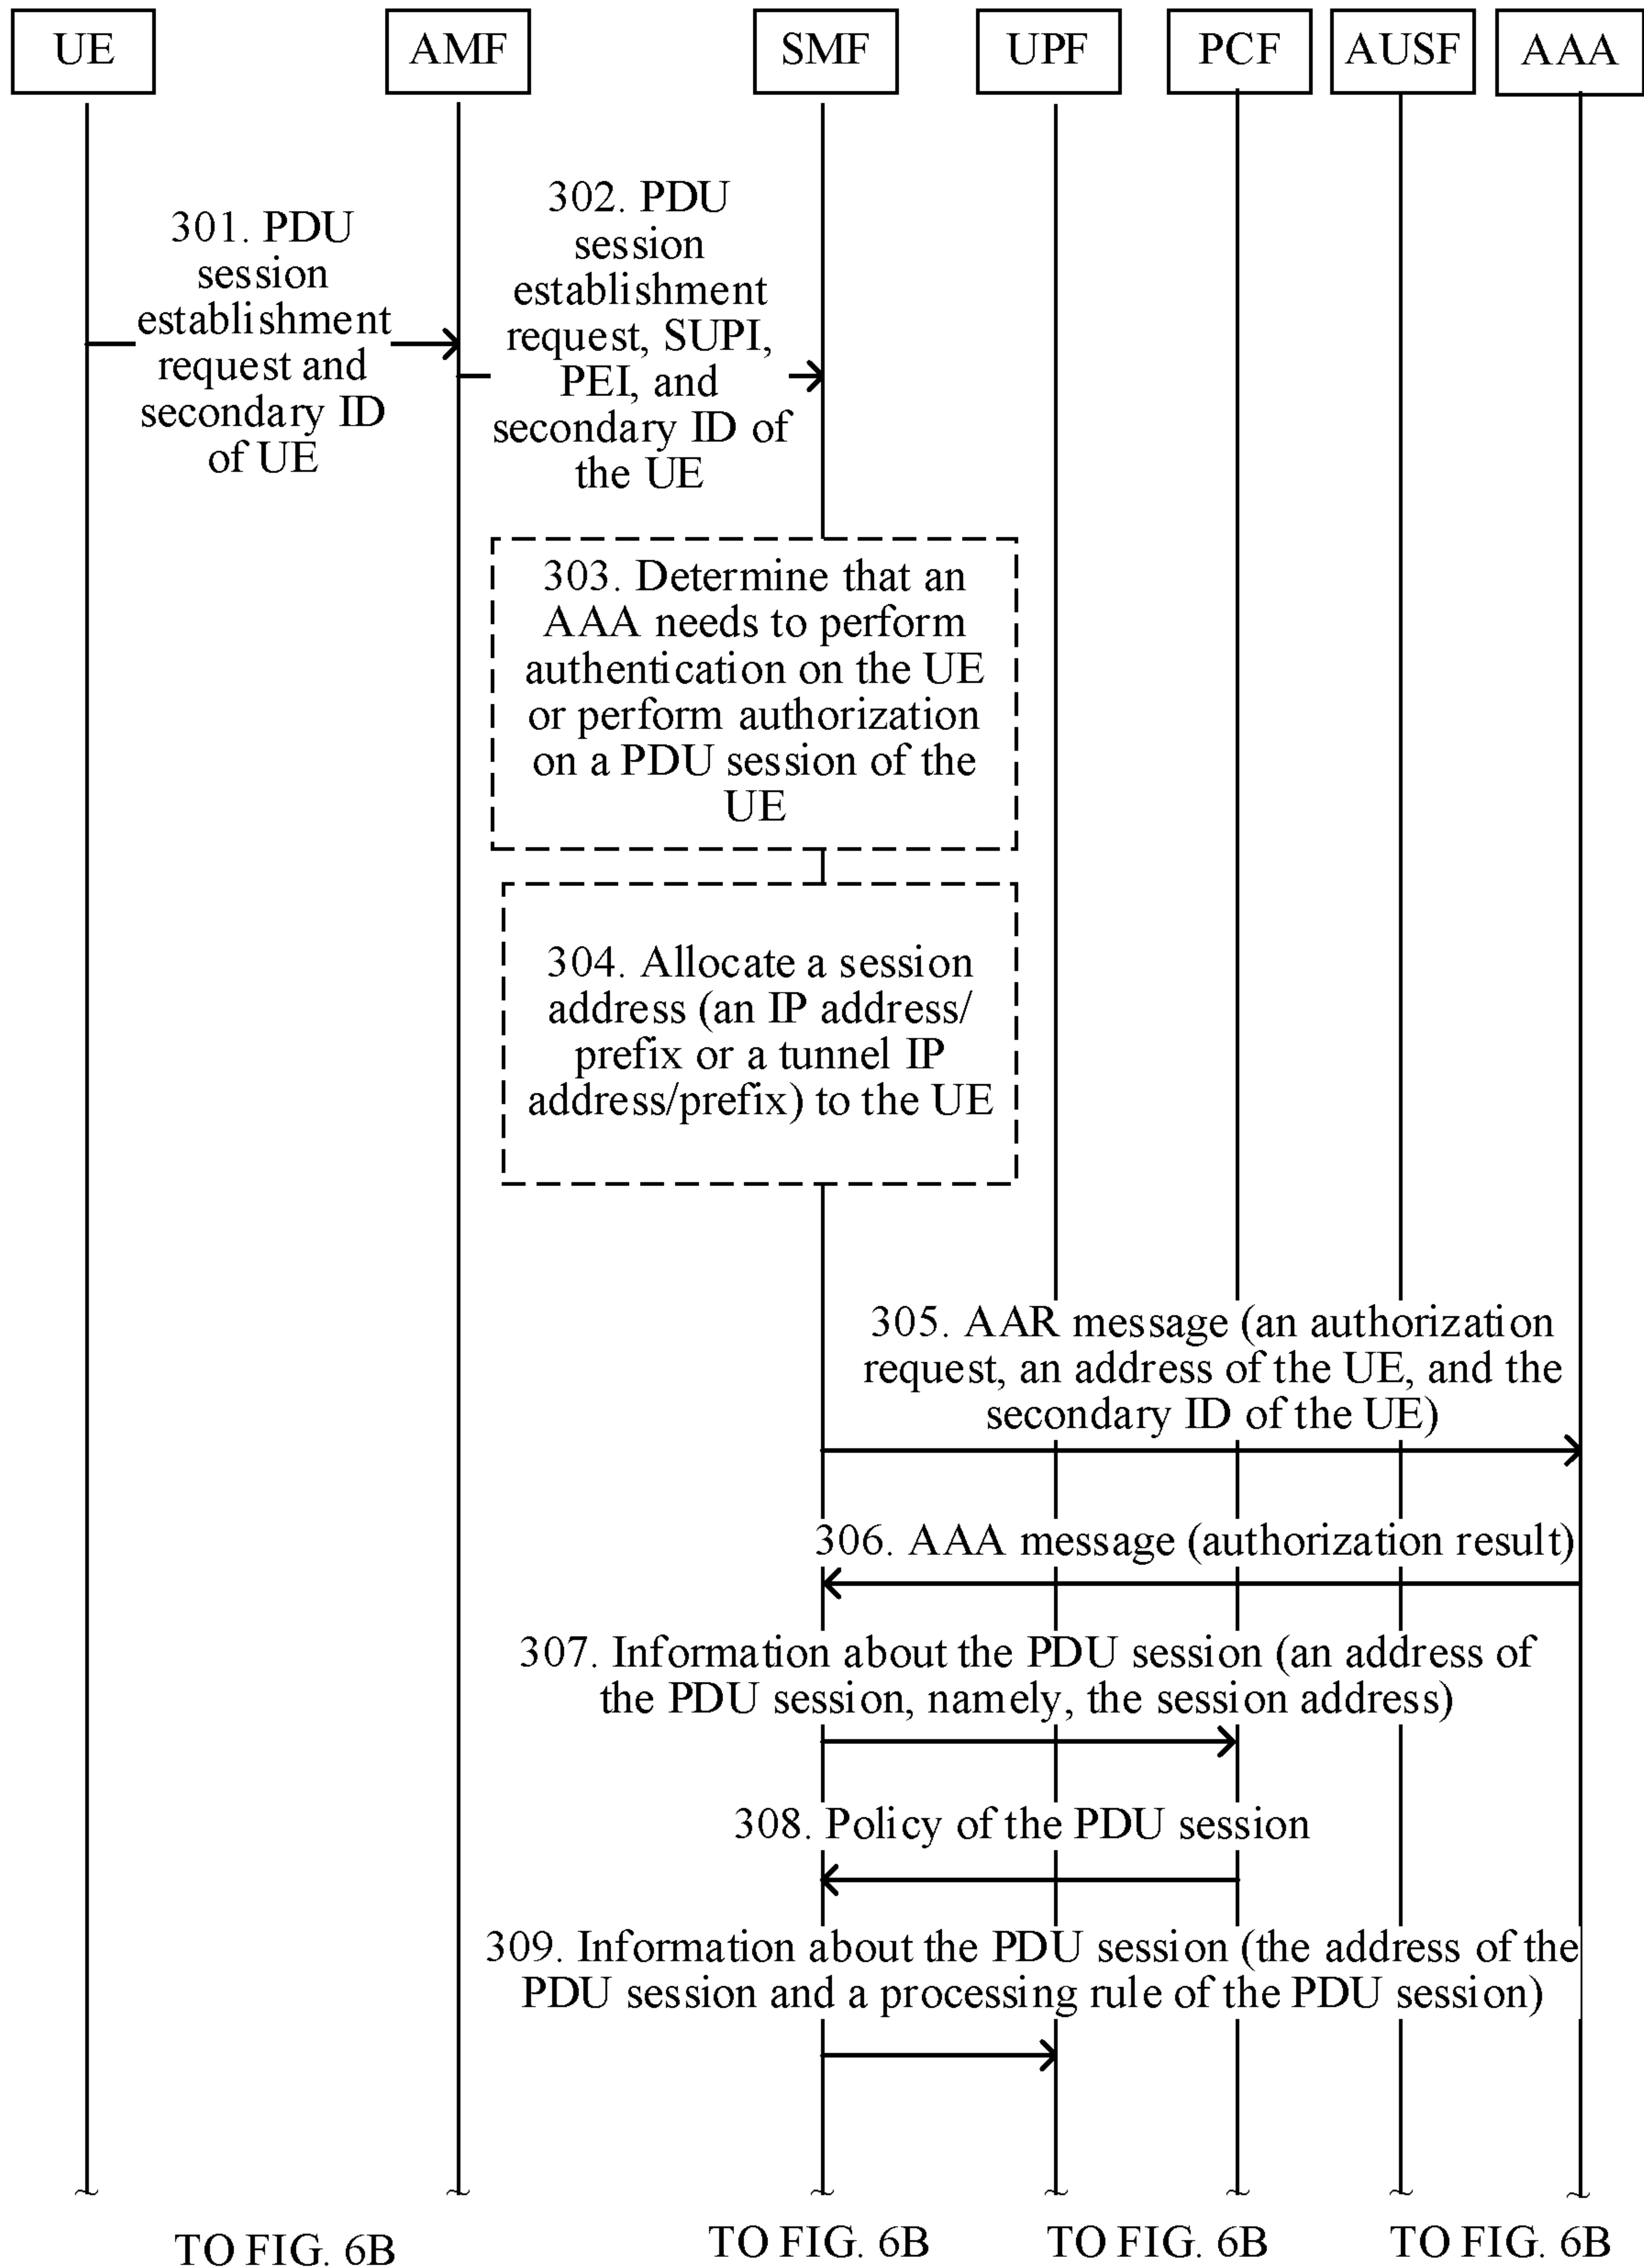 UE
AMF
SMF
UPF
PCF
AUSF
AAA
301. PDU
session
establishment
request and
secondary ID
of UE
302. PDU
session
establishment
request, SUPI,
PEI, and
secondary ID of
the UE
303. Determine that an
AAA needs to perform
authentication on the UE
or perform authorization
on a PDU session of the
UE
304. Allocate a session
address (an IP address/
prefix or a tunnel IP
address/prefix) to the UE
305. AAR message (an authorization
request, an address of the UE, and the
secondary ID of the UE)
306. AAA message (authorization result)
307. Information about the PDU session (an address of
the PDU session, namely, the session address)
308. Policy of the PDU session
309. Information about the PDU session (the address of the
PDU session and a processing rule of the PDU session)
TO FIG. 6B
TO FIG. 6B
TO FIG. 6B
TO FIG. 6B